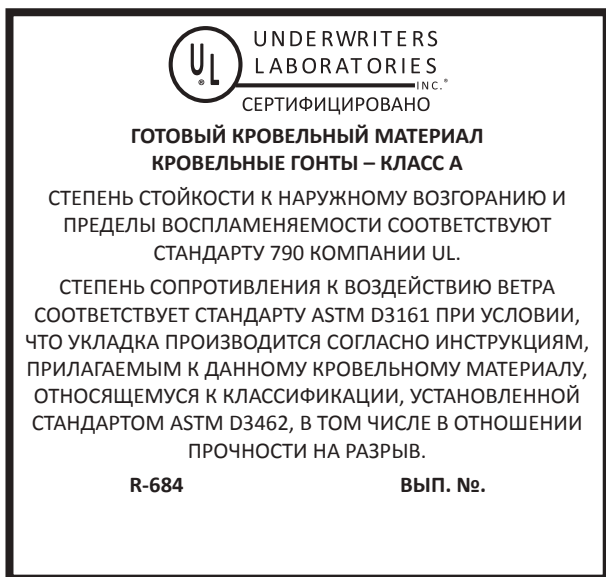 UL
®
UNDERWRITERS
LABORATORIES
INC.®
СЕРТИФИЦИРОВАНО
ГОТОВЫЙ КРОВЕЛЬНЫЙ МАТЕРИАЛ
КРОВЕЛЬНЫЕ ГОНТЫ – КЛАСС A
СТЕПЕНЬ СТОЙКОСТИ К НАРУЖНОМУ ВОЗГОРАНИЮ И
ПРЕДЕЛЫ ВОСПЛАМЕНЯЕМОСТИ СООТВЕТСТВУЮТ
СТАНДАРТУ 790 КОМПАНИИ UL.
СТЕПЕНЬ СОПРОТИВЛЕНИЯ К ВОЗДЕЙСТВИЮ ВЕТРА
СООТВЕТСТВУЕТ СТАНДАРТУ ASTM D3161 ПРИ УСЛОВИИ,
ЧТО УКЛАДКА ПРОИЗВОДИТСЯ СОГЛАСНО ИНСТРУКЦИЯМ,
ПРИЛАГАЕМЫМ К ДАННОМУ КРОВЕЛЬНОМУ МАТЕРИАЛУ,
ОТНОСЯЩЕМУСЯ К КЛАССИФИКАЦИИ, УСТАНОВЛЕННОЙ
СТАНДАРТОМ ASTM D3462, В ТОМ ЧИСЛЕ В ОТНОШЕНИИ
ПРОЧНОСТИ НА РАЗРЫВ.
R-684 ВЫП. №.